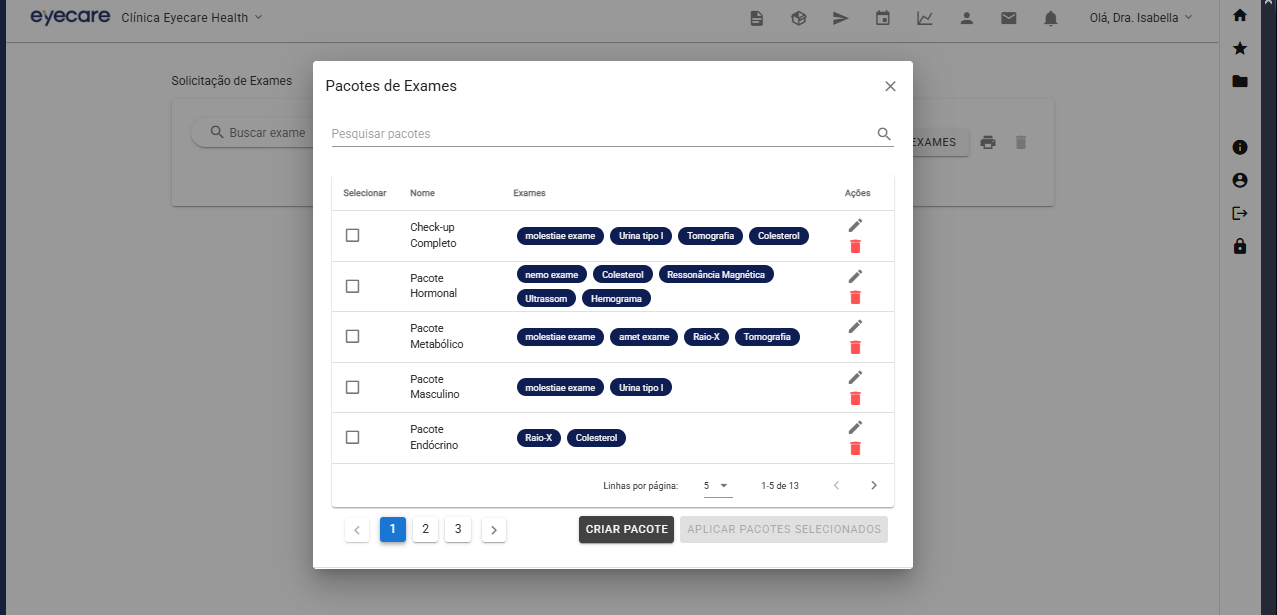 eyecare Clínica Eyecare Health
Olá, Dra. Isabella
Solicitação de Exames
Buscar exame
EXAMES
Pacotes de Exames
Pesquisar pacotes
Selecionar Nome Exames Ações
Check-up
Completo
molestiae exame Urina tipo I Tomografia Colesterol
Pacote
Hormonal
nemo exame Colesterol Ressonância Magnética
Ultrassom Hemograma
Pacote
Metabólico
molestiae exame amet exame Raio-X Tomografia
Pacote
Masculino
molestiae exame Urina tipo I
Pacote
Endócrino
Raio-X Colesterol
Linhas por página: 5 1-5 de 13
1 2 3
CRIAR PACOTE APLICAR PACOTES SELECIONADOS